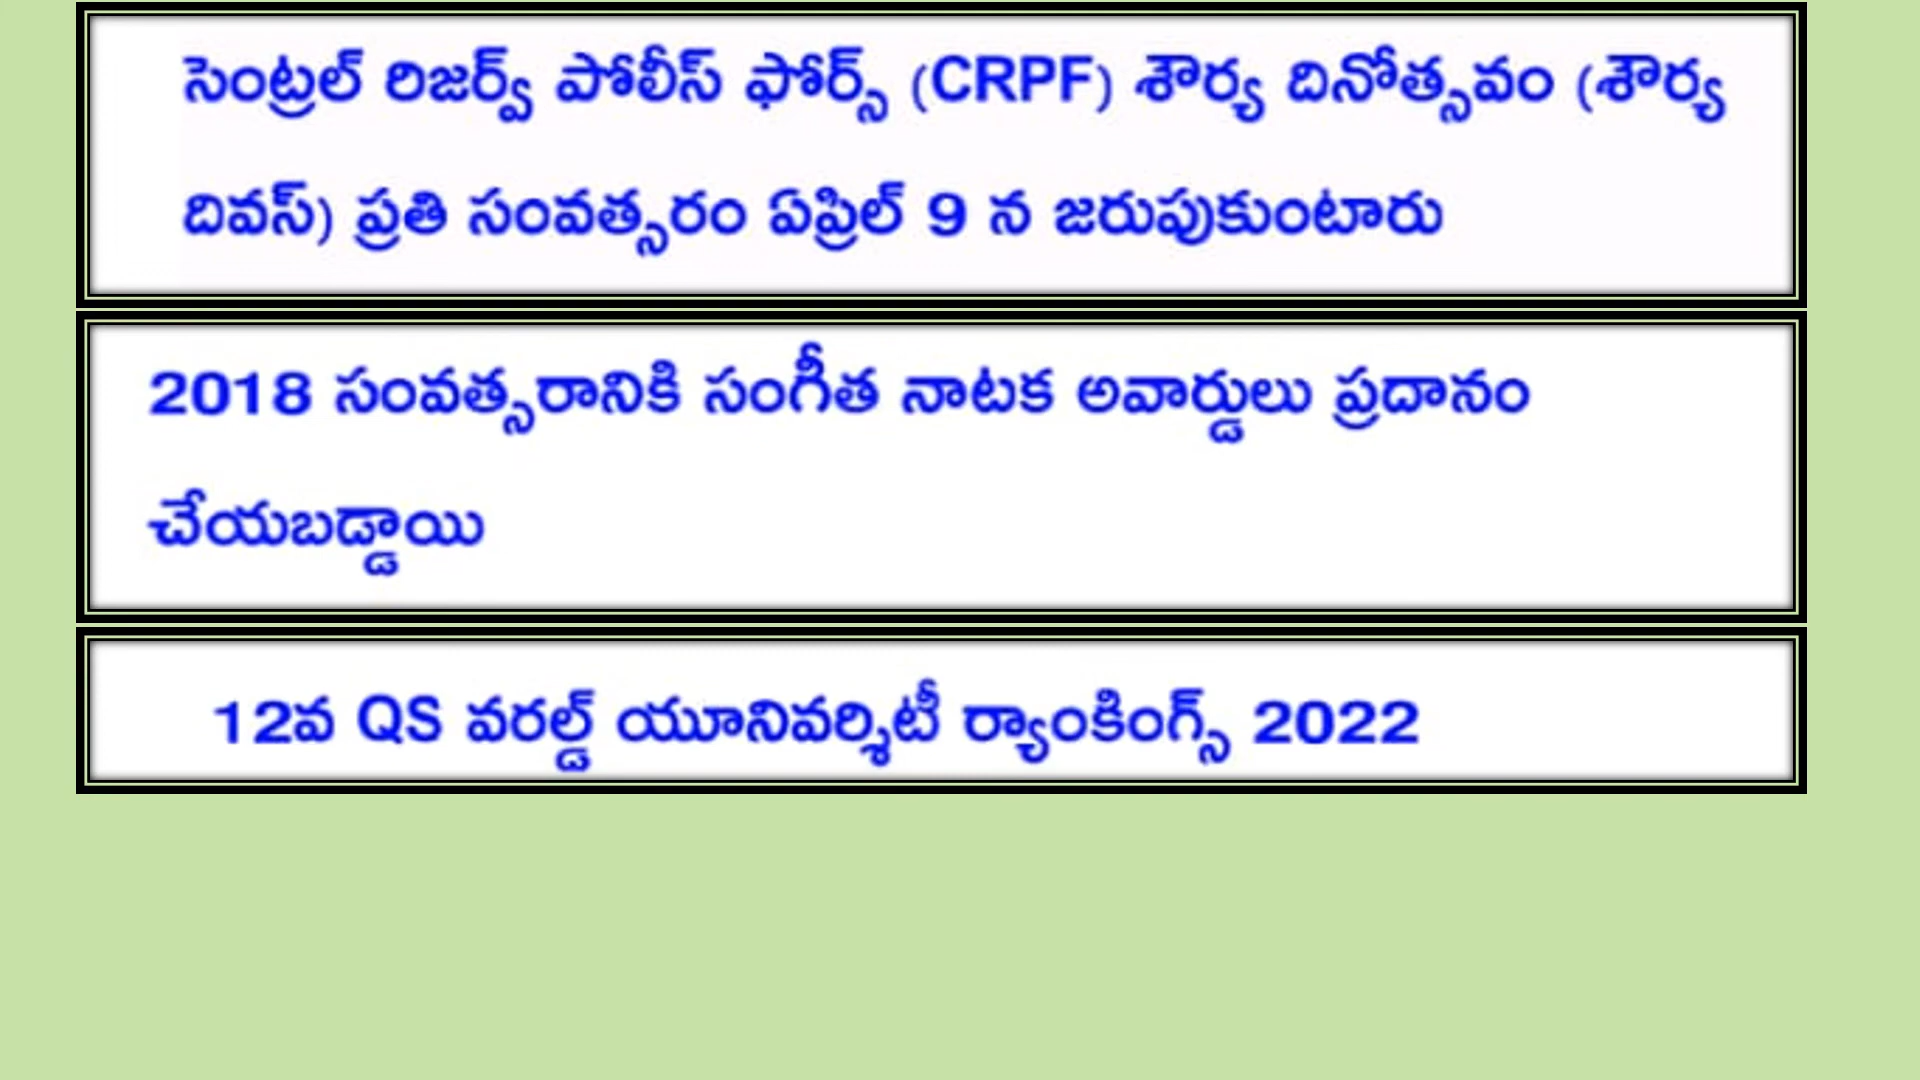 సెంట్రల్ రిజర్వ్ పోలీస్ ఫోర్స్ (CRPF) శౌర్య దినోత్సవం (శౌర్య
దివస్) ప్రతి సంవత్సరం ఏప్రిల్ 9 న జరుపుకుంటారు
2018 సంవత్సరానికి సంగీత నాటక అవార్డులు ప్రదానం
చేయబడ్డాయి
12వ QS వరల్డ్ యూనివర్శిటీ ర్యాంకింగ్స్ 2022